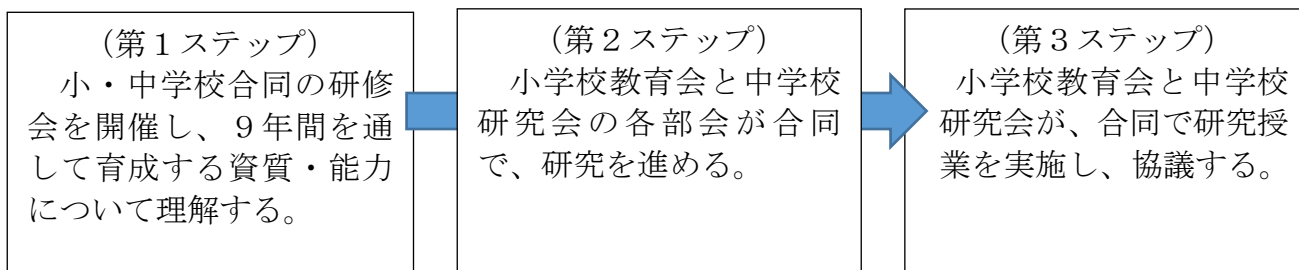 （第１ステップ）
小・中学校合同の研修
会を開催し、９年間を通
して育成する資質・能力
について理解する。
（第２ステップ）
小学校教育会と中学校
研究会の各部会が合同
で、研究を進める。
（第３ステップ）
小学校教育会と中学校
研究会が、合同で研究授
業を実施し、協議する。